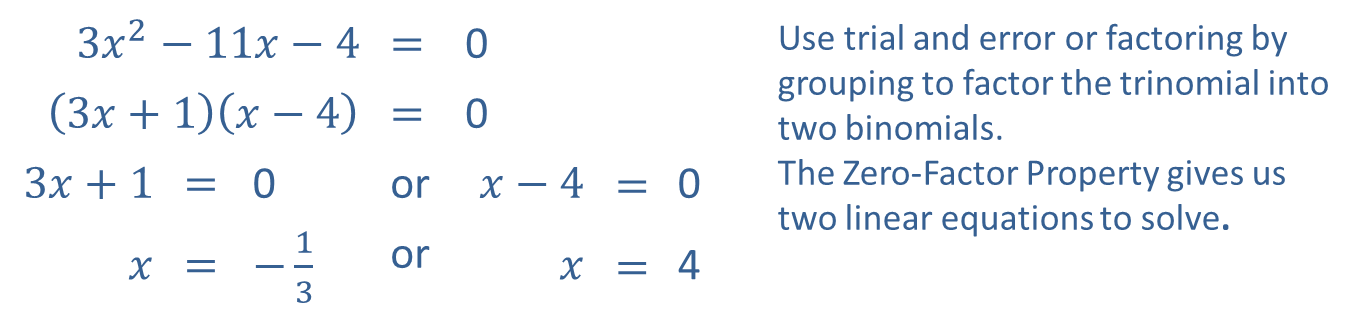 3x² − 11x − 4 = 0
(3x + 1)(x − 4) = 0
3x + 1 = 0 or x − 4 = 0
x = −1/3 or x = 4
Use trial and error or factoring by
grouping to factor the trinomial into
two binomials.
The Zero-Factor Property gives us
two linear equations to solve.